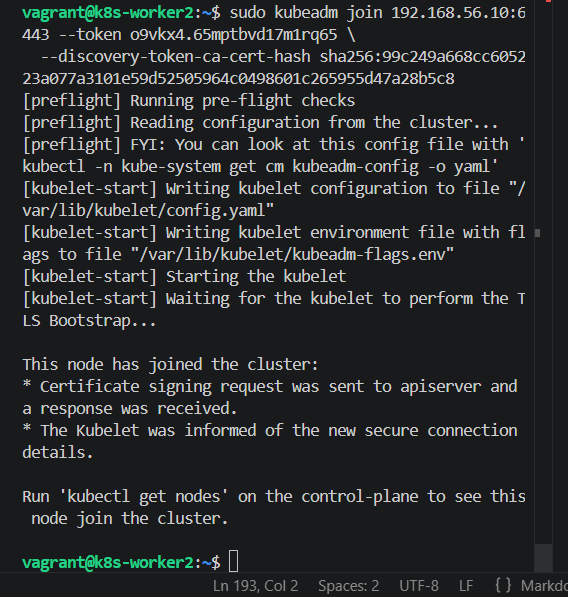 vagrant@k8s-worker2:~$ sudo kubeadm join 192.168.56.10:6
443 --token o9vkx4.65mptbvd17m1rq65 \
  --discovery-token-ca-cert-hash sha256:99c249a668cc6052
23a077a3101e59d52505964c0498601c265955d47a28b5c8
[preflight] Running pre-flight checks
[preflight] Reading configuration from the cluster...
[preflight] FYI: You can look at this config file with '
kubectl -n kube-system get cm kubeadm-config -o yaml'
[kubelet-start] Writing kubelet configuration to file "/
var/lib/kubelet/config.yaml"
[kubelet-start] Writing kubelet environment file with fl
ags to file "/var/lib/kubelet/kubeadm-flags.env"
[kubelet-start] Starting the kubelet
[kubelet-start] Waiting for the kubelet to perform the T
LS Bootstrap...

This node has joined the cluster:
* Certificate signing request was sent to apiserver and
a response was received.
* The Kubelet was informed of the new secure connection
details.

Run 'kubectl get nodes' on the control-plane to see this
 node join the cluster.

vagrant@k8s-worker2:~$
Ln 193, Col 2 Spaces: 2 UTF-8 LF {} Markdo